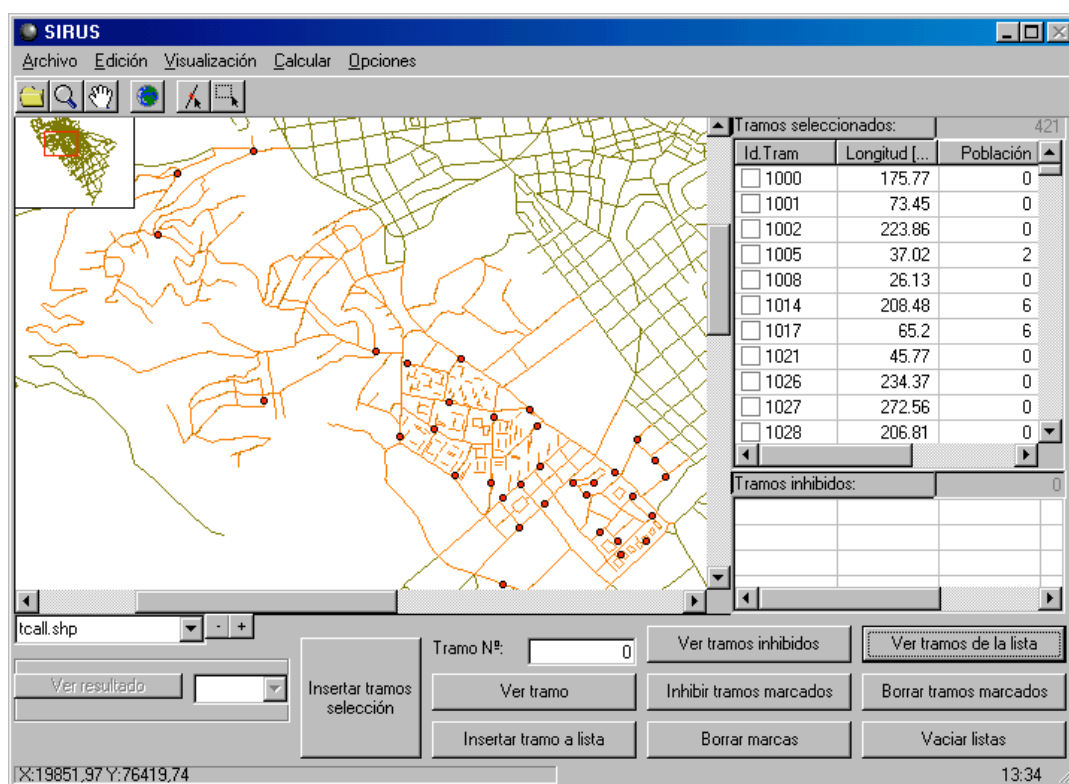 SIRUS
Archivo Edición Visualización Calcular Opciones
Tramos seleccionados: 421
Id.Tram Longitud [... Población
1000 175.77 0
1001 73.45 0
1002 223.86 0
1005 37.02 2
1008 26.13 0
1014 208.48 6
1017 65.2 6
1021 45.77 0
1026 234.37 0
1027 272.56 0
1028 206.81 0
Tramos inhibidos: 0
tcall.shp - +
Ver resultado
Insertar tramos selección
Tramo Nº: 0
Ver tramo
Insertar tramo a lista
Ver tramos inhibidos
Inhibir tramos marcados
Borrar marcas
Ver tramos de la lista
Borrar tramos marcados
Vaciar listas
X:19851,97 Y:76419,74 13:34